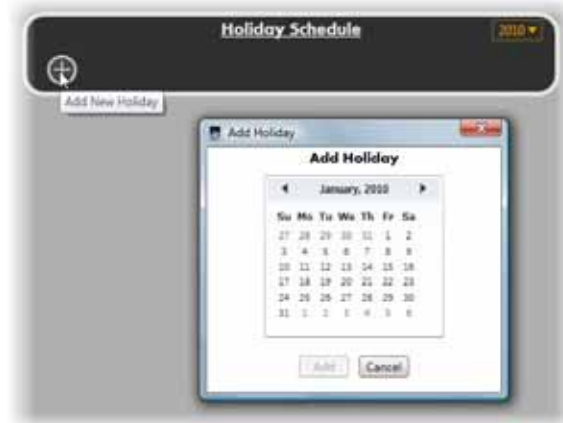 Holiday Schedule
2010
Add New Holiday
Add Holiday
Add Holiday
January, 2010
Su Mo Tu We Th Fr Sa
27 28 29 30 31 1 2
3 4 5 6 7 8 9
10 11 12 13 14 15 16
17 18 19 20 21 22 23
24 25 26 27 28 29 30
31 1 2 3 4 5 6
Add Cancel